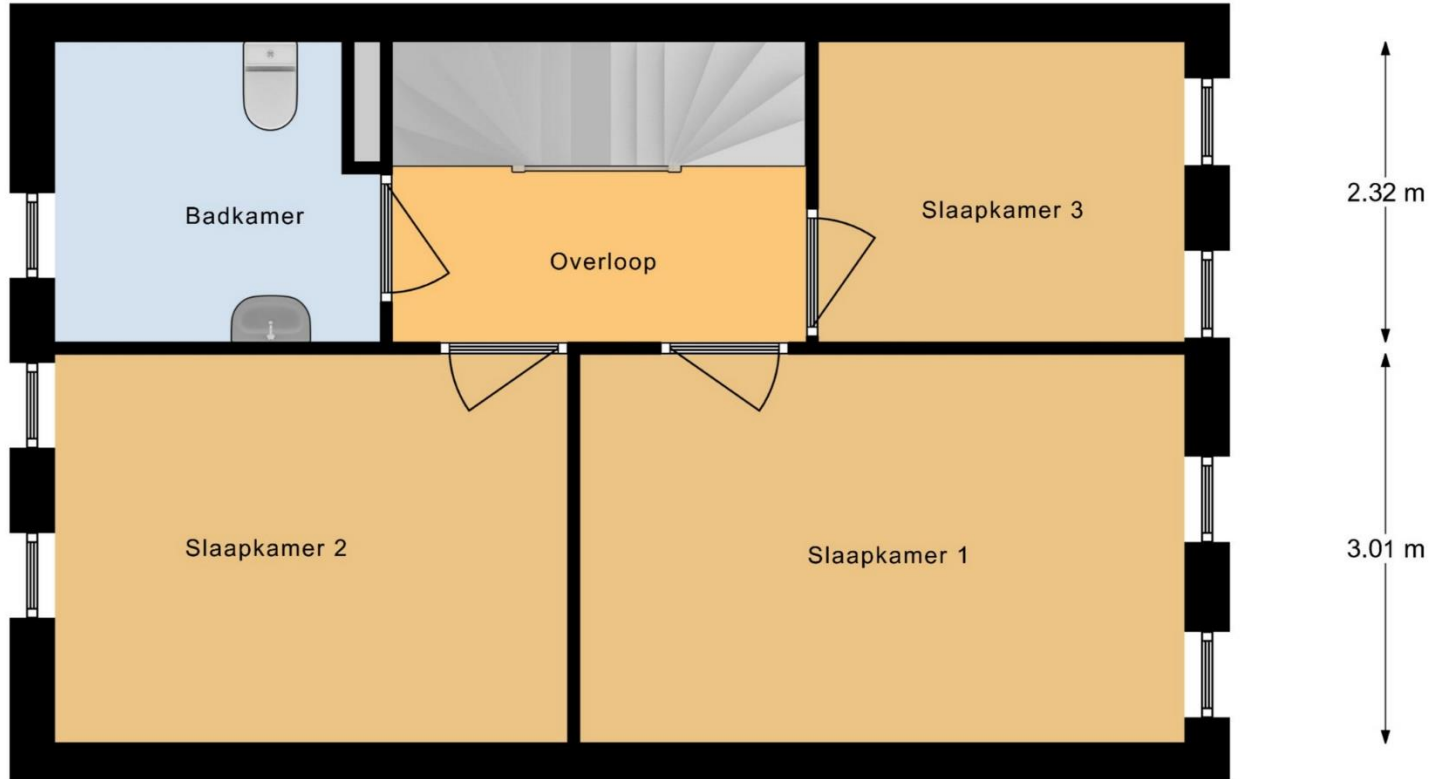 2.32 m
Badkamer
Slaapkamer 3
Overloop
Slaapkamer 2
Slaapkamer 1
3.01 m